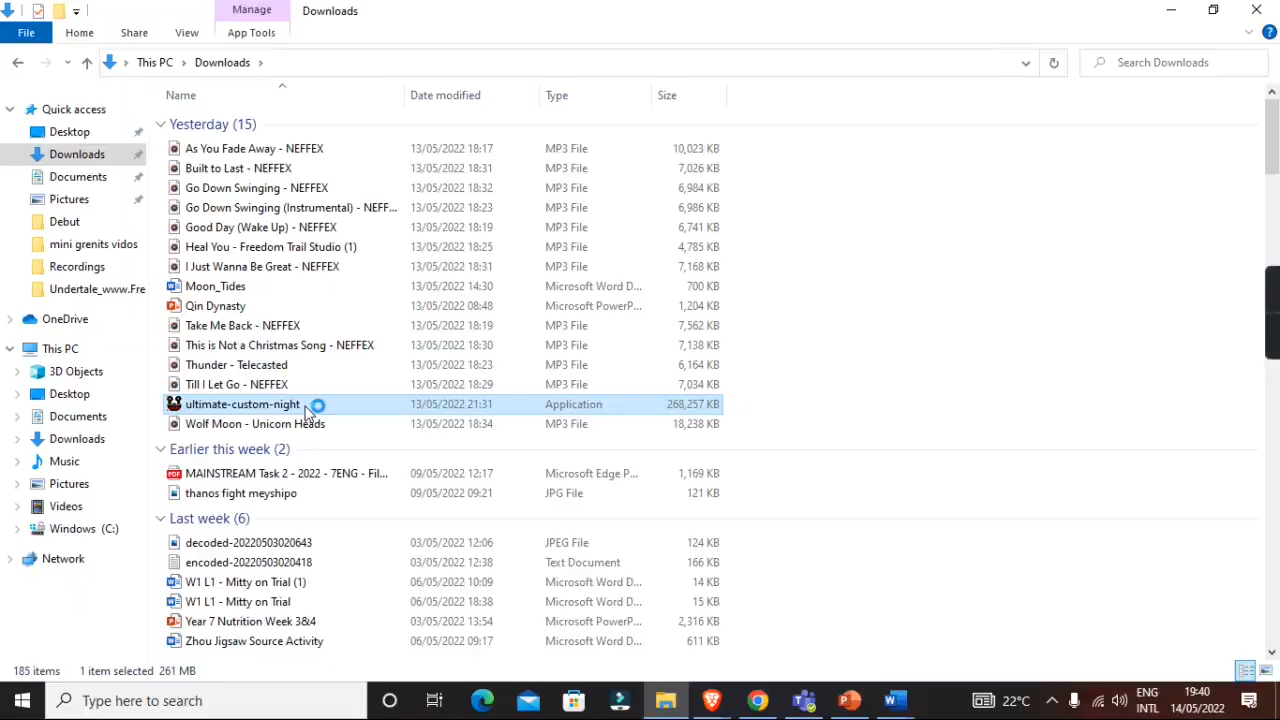 Manage Downloads
File Home Share View App Tools
This PC Downloads Search Downloads
Name Date modified Type Size
Quick access
Desktop
Downloads
Documents
Pictures
Debut
mini grenits vidos
Recordings
Undertale_www.Fre
OneDrive
This PC
3D Objects
Desktop
Documents
Downloads
Music
Pictures
Videos
Windows (C:)
Network
Yesterday (15)
As You Fade Away - NEFFEX 13/05/2022 18:17 MP3 File 10,023 KB
Built to Last - NEFFEX 13/05/2022 18:31 MP3 File 7,026 KB
Go Down Swinging - NEFFEX 13/05/2022 18:32 MP3 File 6,984 KB
Go Down Swinging (Instrumental) - NEFF... 13/05/2022 18:23 MP3 File 6,986 KB
Good Day (Wake Up) - NEFFEX 13/05/2022 18:19 MP3 File 6,741 KB
Heal You - Freedom Trail Studio (1) 13/05/2022 18:25 MP3 File 4,785 KB
I Just Wanna Be Great - NEFFEX 13/05/2022 18:31 MP3 File 7,168 KB
Moon_Tides 13/05/2022 14:30 Microsoft Word D... 700 KB
Qin Dynasty 13/05/2022 08:48 Microsoft PowerP... 1,204 KB
Take Me Back - NEFFEX 13/05/2022 18:19 MP3 File 7,562 KB
This is Not a Christmas Song - NEFFEX 13/05/2022 18:30 MP3 File 7,138 KB
Thunder - Telecasted 13/05/2022 18:23 MP3 File 6,164 KB
Till I Let Go - NEFFEX 13/05/2022 18:29 MP3 File 7,034 KB
ultimate-custom-night 13/05/2022 21:31 Application 268,257 KB
Wolf Moon - Unicorn Heads 13/05/2022 18:34 MP3 File 18,238 KB
Earlier this week (2)
MAINSTREAM Task 2 - 2022 - 7ENG - Fil... 09/05/2022 12:17 Microsoft Edge P... 1,169 KB
thanos fight meyshipo 09/05/2022 09:21 JPG File 121 KB
Last week (6)
decoded-20220503020643 03/05/2022 12:06 JPEG File 124 KB
encoded-20220503020418 03/05/2022 12:38 Text Document 166 KB
W1 L1 - Mitty on Trial (1) 06/05/2022 10:09 Microsoft Word D... 14 KB
W1 L1 - Mitty on Trial 06/05/2022 18:38 Microsoft Word D... 15 KB
Year 7 Nutrition Week 3&4 03/05/2022 13:54 Microsoft PowerP... 2,316 KB
Zhou Jigsaw Source Activity 06/05/2022 09:17 Microsoft Word D... 611 KB
185 items 1 item selected 261 MB
Type here to search 22°C ENG 19:40
INTL 14/05/2022